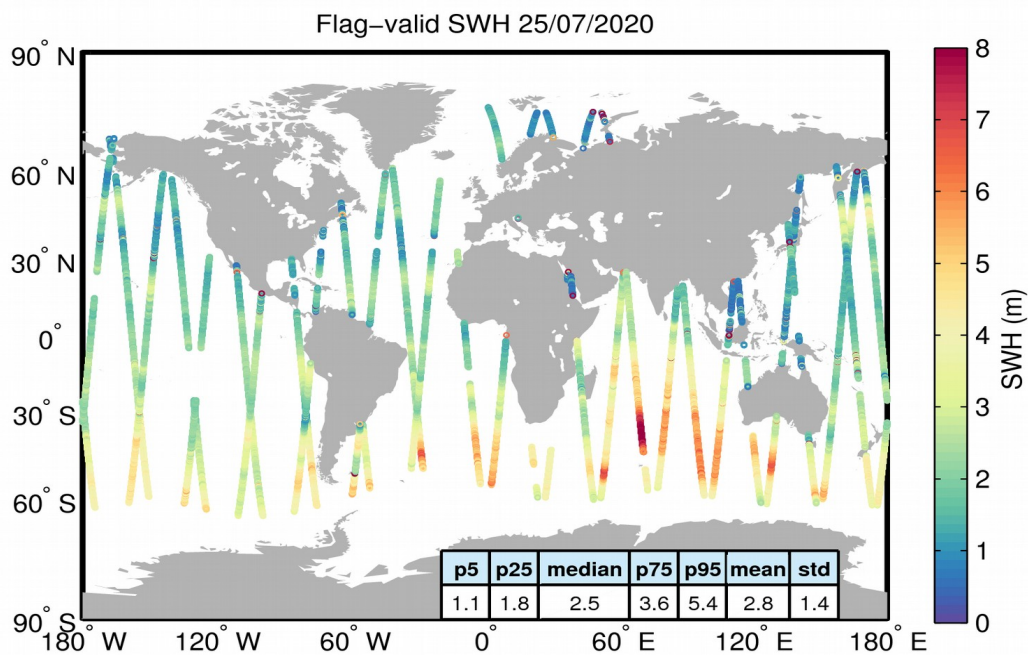 Flag−valid SWH 25/07/2020
90° N
60° N
30° N
0°
30° S
60° S
90° S
180° W
120° W
60° W
0°
60° E
120° E
180° E
p5 p25 median p75 p95 mean std
1.1 1.8 2.5 3.6 5.4 2.8 1.4
8
7
6
5
4
3
2
1
0
SWH (m)